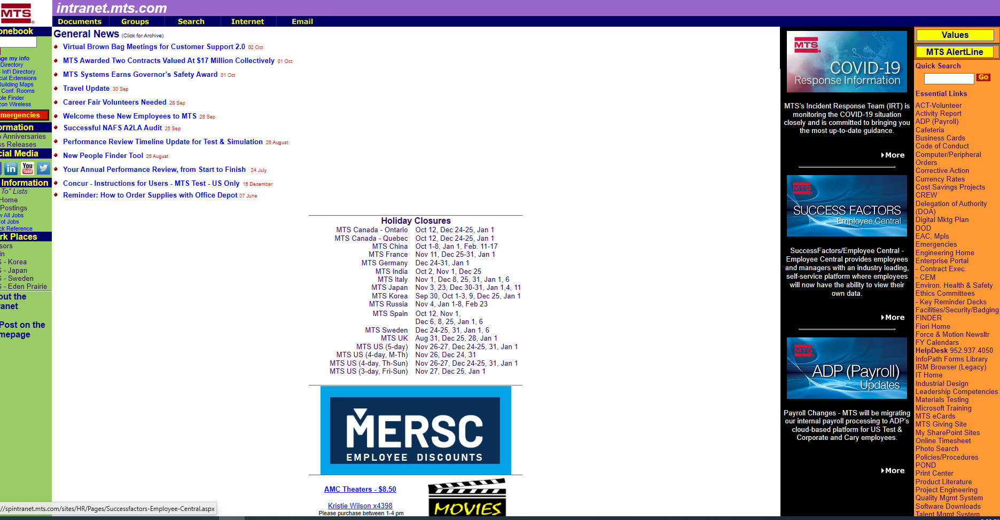 MTS
intranet.mts.com
Documents Groups Search Internet Email
onebook
nge my info
Directory
Int'l Directory
cial Extensions
Building Maps
Conf. Rooms
ple Finder
zon Wireless
mergencies
ormation
Anniversaries
ss Releases
cial Media
in You Tube
Information
To" Lists
Home
Postings
w All Jobs
ot Jobs
ck Reference
rk Places
sors
in
S - Korea
S - Japan
S - Sweden
S - Eden Prairie
out the
anet
Post on the
mepage
General News (Click for Archive)
Virtual Brown Bag Meetings for Customer Support 2.0 02 Oct
MTS Awarded Two Contracts Valued At $17 Million Collectively 01 Oct
MTS Systems Earns Governor's Safety Award 01 Oct
Travel Update 30 Sep
Career Fair Volunteers Needed 28 Sep
Welcome these New Employees to MTS 28 Sep
Successful NAFS A2LA Audit 25 Sep
Performance Review Timeline Update for Test & Simulation 26 August
New People Finder Tool 26 August
Your Annual Performance Review, from Start to Finish 24 July
Concur - Instructions for Users - MTS Test - US Only 16 December
Reminder: How to Order Supplies with Office Depot 07 June
Holiday Closures
MTS Canada - Ontario Oct 12, Dec 24-25, Jan 1
MTS Canada - Quebec Oct 12, Dec 24-25, Jan 1
MTS China Oct 1-8, Jan 1, Feb. 11-17
MTS France Nov 11, Dec 25-31, Jan 1
MTS Germany Dec 24-31, Jan 1
MTS India Oct 2, Nov 1, Dec 25
MTS Italy Nov 1, Dec 8, 25, 31, Jan 1, 6
MTS Japan Nov 3, 23, Dec 30-31, Jan 1,4, 11
MTS Korea Sep 30, Oct 1-3, 9, Dec 25, Jan 1
MTS Russia Nov 4, Jan 1-8, Feb 23
MTS Spain Oct 12, Nov 1,
Dec 6, 8, 25, Jan 1, 6
MTS Sweden Dec 24-25, 31, Jan 1, 6
MTS UK Aug 31, Dec 25, 28, Jan 1
MTS US (5-day) Nov 26-27, Dec 24-25, 31, Jan 1
MTS US (4-day, M-Th) Nov 26, Dec 24, 31
MTS US (4-day, Th-Sun) Nov 26-27, Dec 24-25, 31, Jan 1
MTS US (3-day, Fri-Sun) Nov 27, Dec 25, Jan 1
MERSC
EMPLOYEE DISCOUNTS
AMC Theaters - $8.50
Kristie Wilson x4398
Please purchase between 1-4 pm
MOVIES
//spintranet.mts.com/sites/HR/Pages/Successfactors-Employee-Central.aspx
MTS
COVID-19
Response Information
MTS's Incident Response Team (IRT) is
monitoring the COVID-19 situation
closely and is committed to bringing you
the most up-to-date guidance.
More
MTS
SUCCESS FACTORS
Employee Central
SuccessFactors/Employee Central -
Employee Central provides employees
and managers with an industry leading,
self-service platform where employees
will now have the ability to view their
own data.
More
MTS
ADP (Payroll)
Updates
Payroll Changes - MTS will be migrating
our internal payroll processing to ADP's
cloud-based platform for US Test &
Corporate and Cary employees.
More
Values
MTS AlertLine
Quick Search
Go
Essential Links
ACT-Volunteer
Activity Report
ADP (Payroll)
Cafeteria
Business Cards
Code of Conduct
Computer/Peripheral
Orders
Corrective Action
Currency Rates
Cost Savings Projects
CREW
Delegation of Authority
(DOA)
Digital Mktg Plan
DOD
EAC, Mpls
Emergencies
Engineering Home
Enterprise Portal
- Contract Exec.
- CEM
Environ. Health & Safety
Ethics Committees
- Key Reminder Decks
Facilities/Security/Badging
FINDER
Fiori Home
Force & Motion Newsltr
FY Calendars
HelpDesk 952.937.4050
InfoPath Forms Library
IRM Browser (Legacy)
IT Home
Industrial Design
Leadership Competencies
Materials Testing
Microsoft Training
MTS eCards
MTS Giving Site
My SharePoint Sites
Online Timesheet
Photo Search
Policies/Procedures
POND
Print Center
Product Literature
Project Engineering
Quality Mgmt System
Software Downloads
Talent Mgmt System